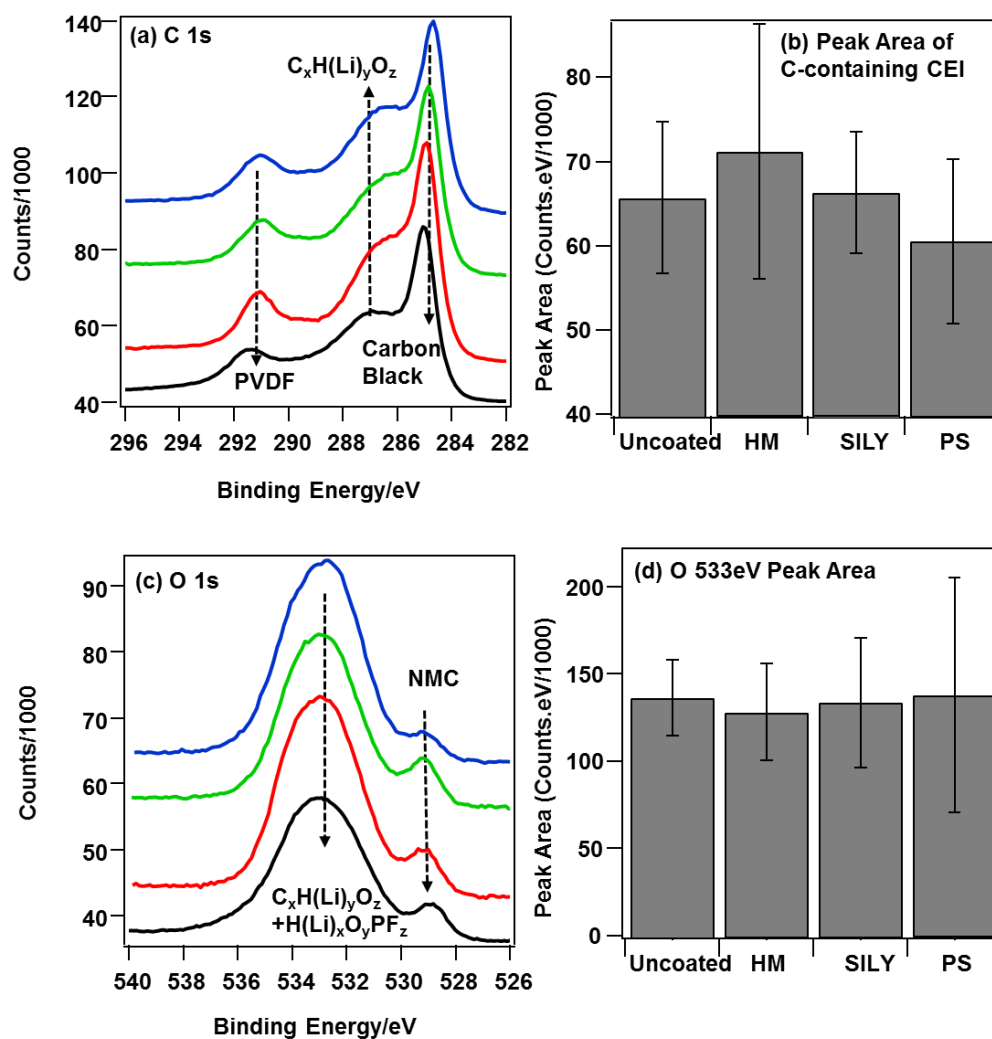 (a) C 1s
Counts/1000
140
120
100
80
60
40
CₓH(Li)ᵧO_z
PVDF
Carbon
Black
296 294 292 290 288 286 284 282
Binding Energy/eV
(b) Peak Area of
C-containing CEI
Peak Area (Counts.eV/1000)
80
70
60
50
40
Uncoated HM SILY PS
(c) O 1s
Counts/1000
90
80
70
60
50
40
NMC
CₓH(Li)ᵧO_z
+H(Li)ₓOᵧPF_z
540 538 536 534 532 530 528 526
Binding Energy/eV
(d) O 533eV Peak Area
Peak Area (Counts.eV/1000)
200
150
100
50
0
Uncoated HM SILY PS